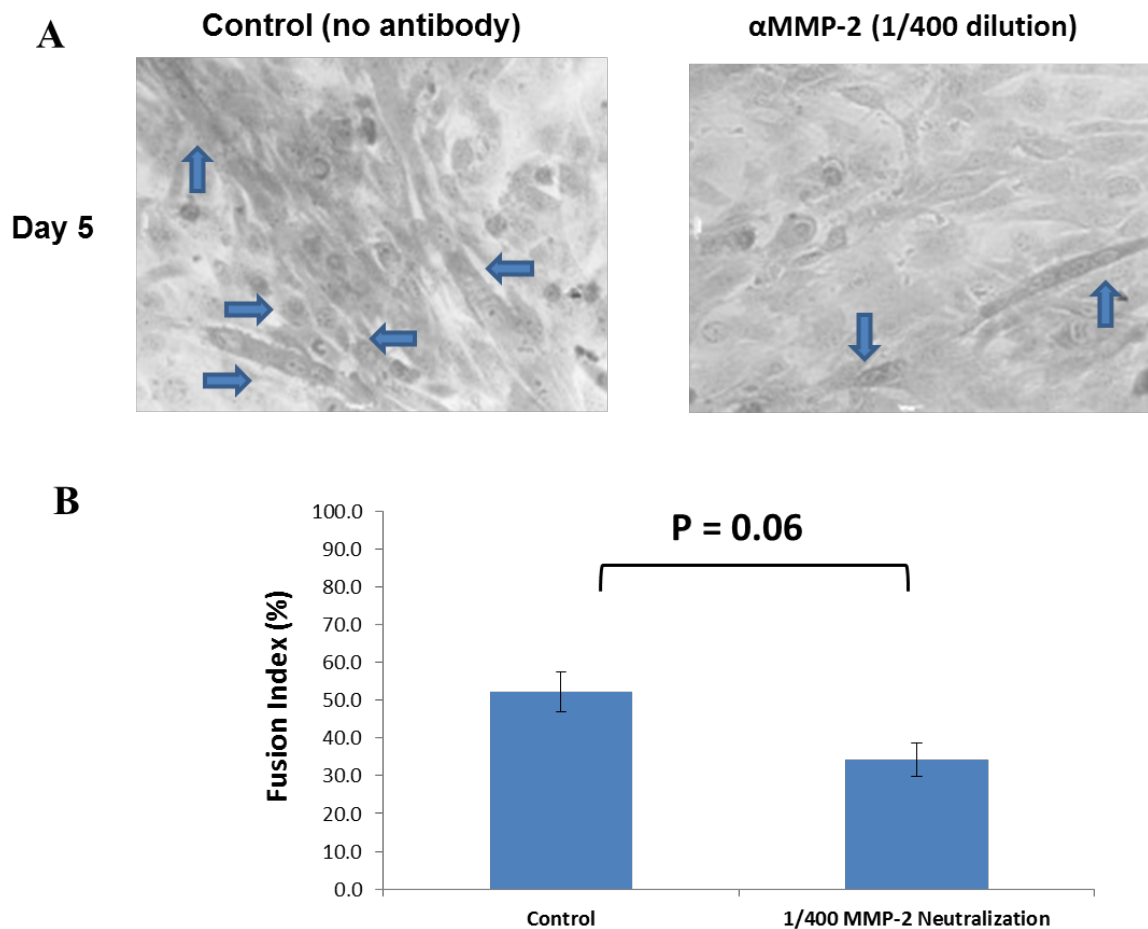 A
Control (no antibody)
αMMP-2 (1/400 dilution)
Day 5
B
P = 0.06
Fusion Index (%)
100.0
90.0
80.0
70.0
60.0
50.0
40.0
30.0
20.0
10.0
0.0
Control
1/400 MMP-2 Neutralization